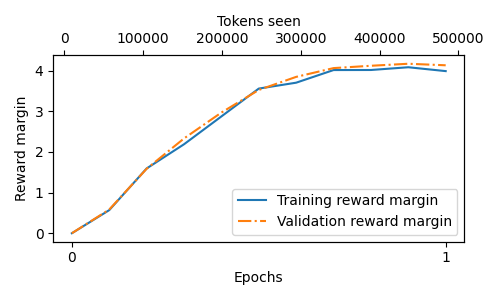 Tokens seen
0 100000 200000 300000 400000 500000
Reward margin
4
3
2
1
0
Training reward margin
Validation reward margin
0 1
Epochs